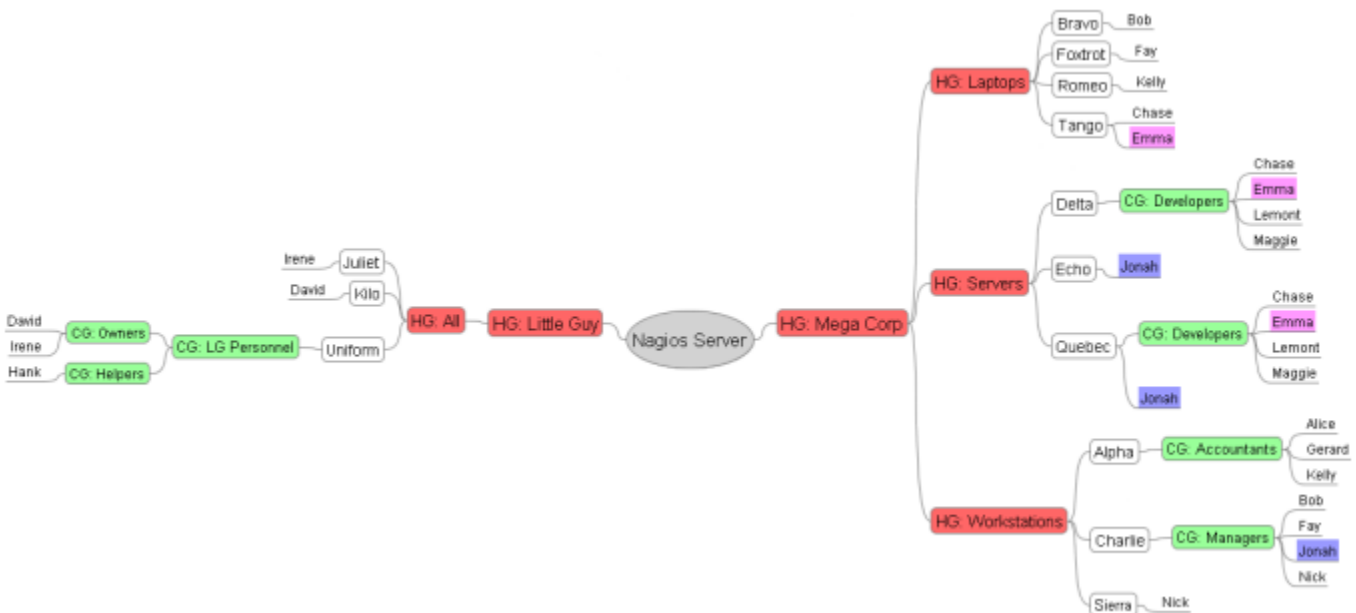 Nagios Server
HG: Little Guy
HG: All
Juliet
Irene
Kilo
David
Uniform
CG: LG Personnel
CG: Owners
David
Irene
CG: Helpers
Hank
HG: Mega Corp
HG: Laptops
Bravo
Bob
Foxtrot
Fay
Romeo
Kelly
Tango
Chase
Emma
HG: Servers
Delta
CG: Developers
Chase
Emma
Lemont
Maggie
Echo
Jonah
Quebec
CG: Developers
Chase
Emma
Lemont
Maggie
Jonah
HG: Workstations
Alpha
CG: Accountants
Alice
Gerard
Kelly
Charlie
CG: Managers
Bob
Fay
Jonah
Nick
Sierra
Nick